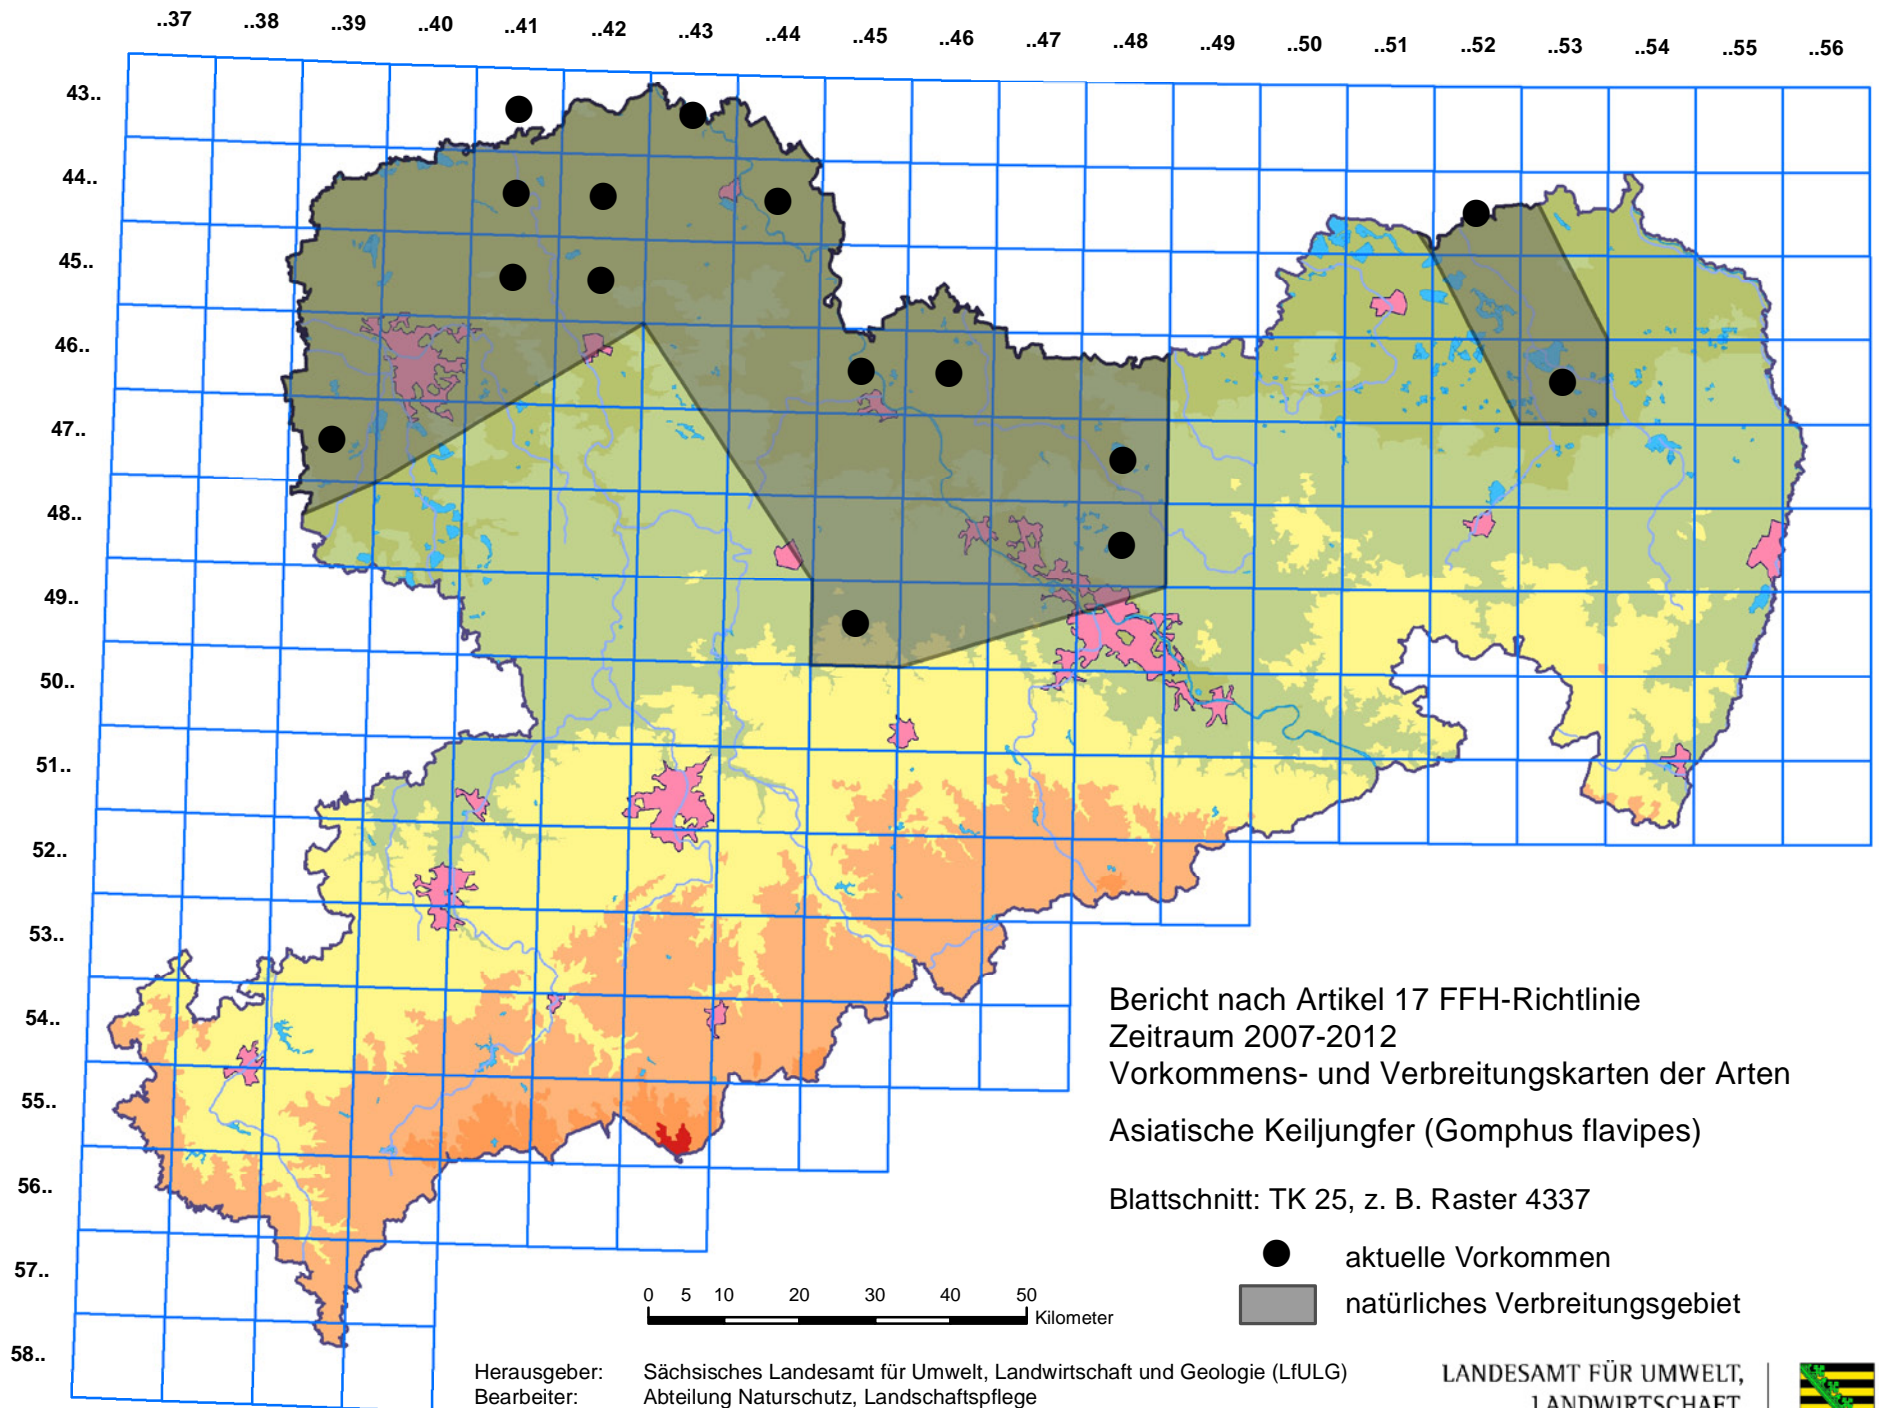 ..37 ..38 ..39 ..40 ..41 ..42 ..43 ..44 ..45 ..46 ..47 ..48 ..49 ..50 ..51 ..52 ..53 ..54 ..55 ..56
43..
44..
45..
46..
47..
48..
49..
50..
51..
52..
53..
54..
55..
56..
57..
58..
Bericht nach Artikel 17 FFH-Richtlinie
Zeitraum 2007-2012
Vorkommens- und Verbreitungskarten der Arten
Asiatische Keiljungfer (Gomphus flavipes)
Blattschnitt: TK 25, z. B. Raster 4337
aktuelle Vorkommen
natürliches Verbreitungsgebiet
0 5 10 20 30 40 50
Kilometer
Herausgeber: Sächsisches Landesamt für Umwelt, Landwirtschaft und Geologie (LfULG)
Bearbeiter: Abteilung Naturschutz, Landschaftspflege
LANDESAMT FÜR UMWELT,
LANDWIRTSCHAFT